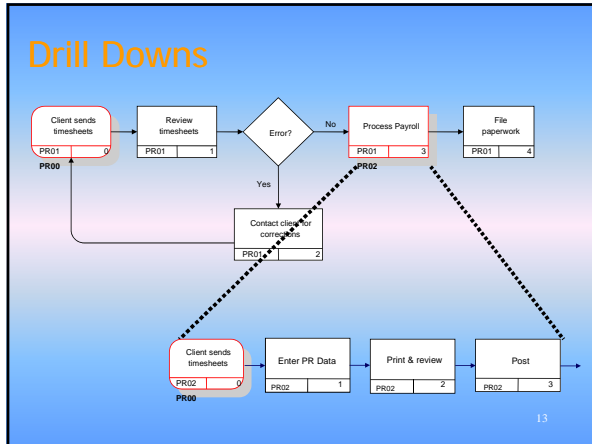 Drill Downs
Client sends
timesheets
PR01 0
PR00
Review
timesheets
PR01 1
Error?
No
Yes
Process Payroll
PR01 3
PR02
File
paperwork
PR01 4
Contact client for
corrections
PR01 2
Client sends
timesheets
PR02 0
PR00
Enter PR Data
PR02 1
Print & review
PR02 2
Post
PR02 3
13